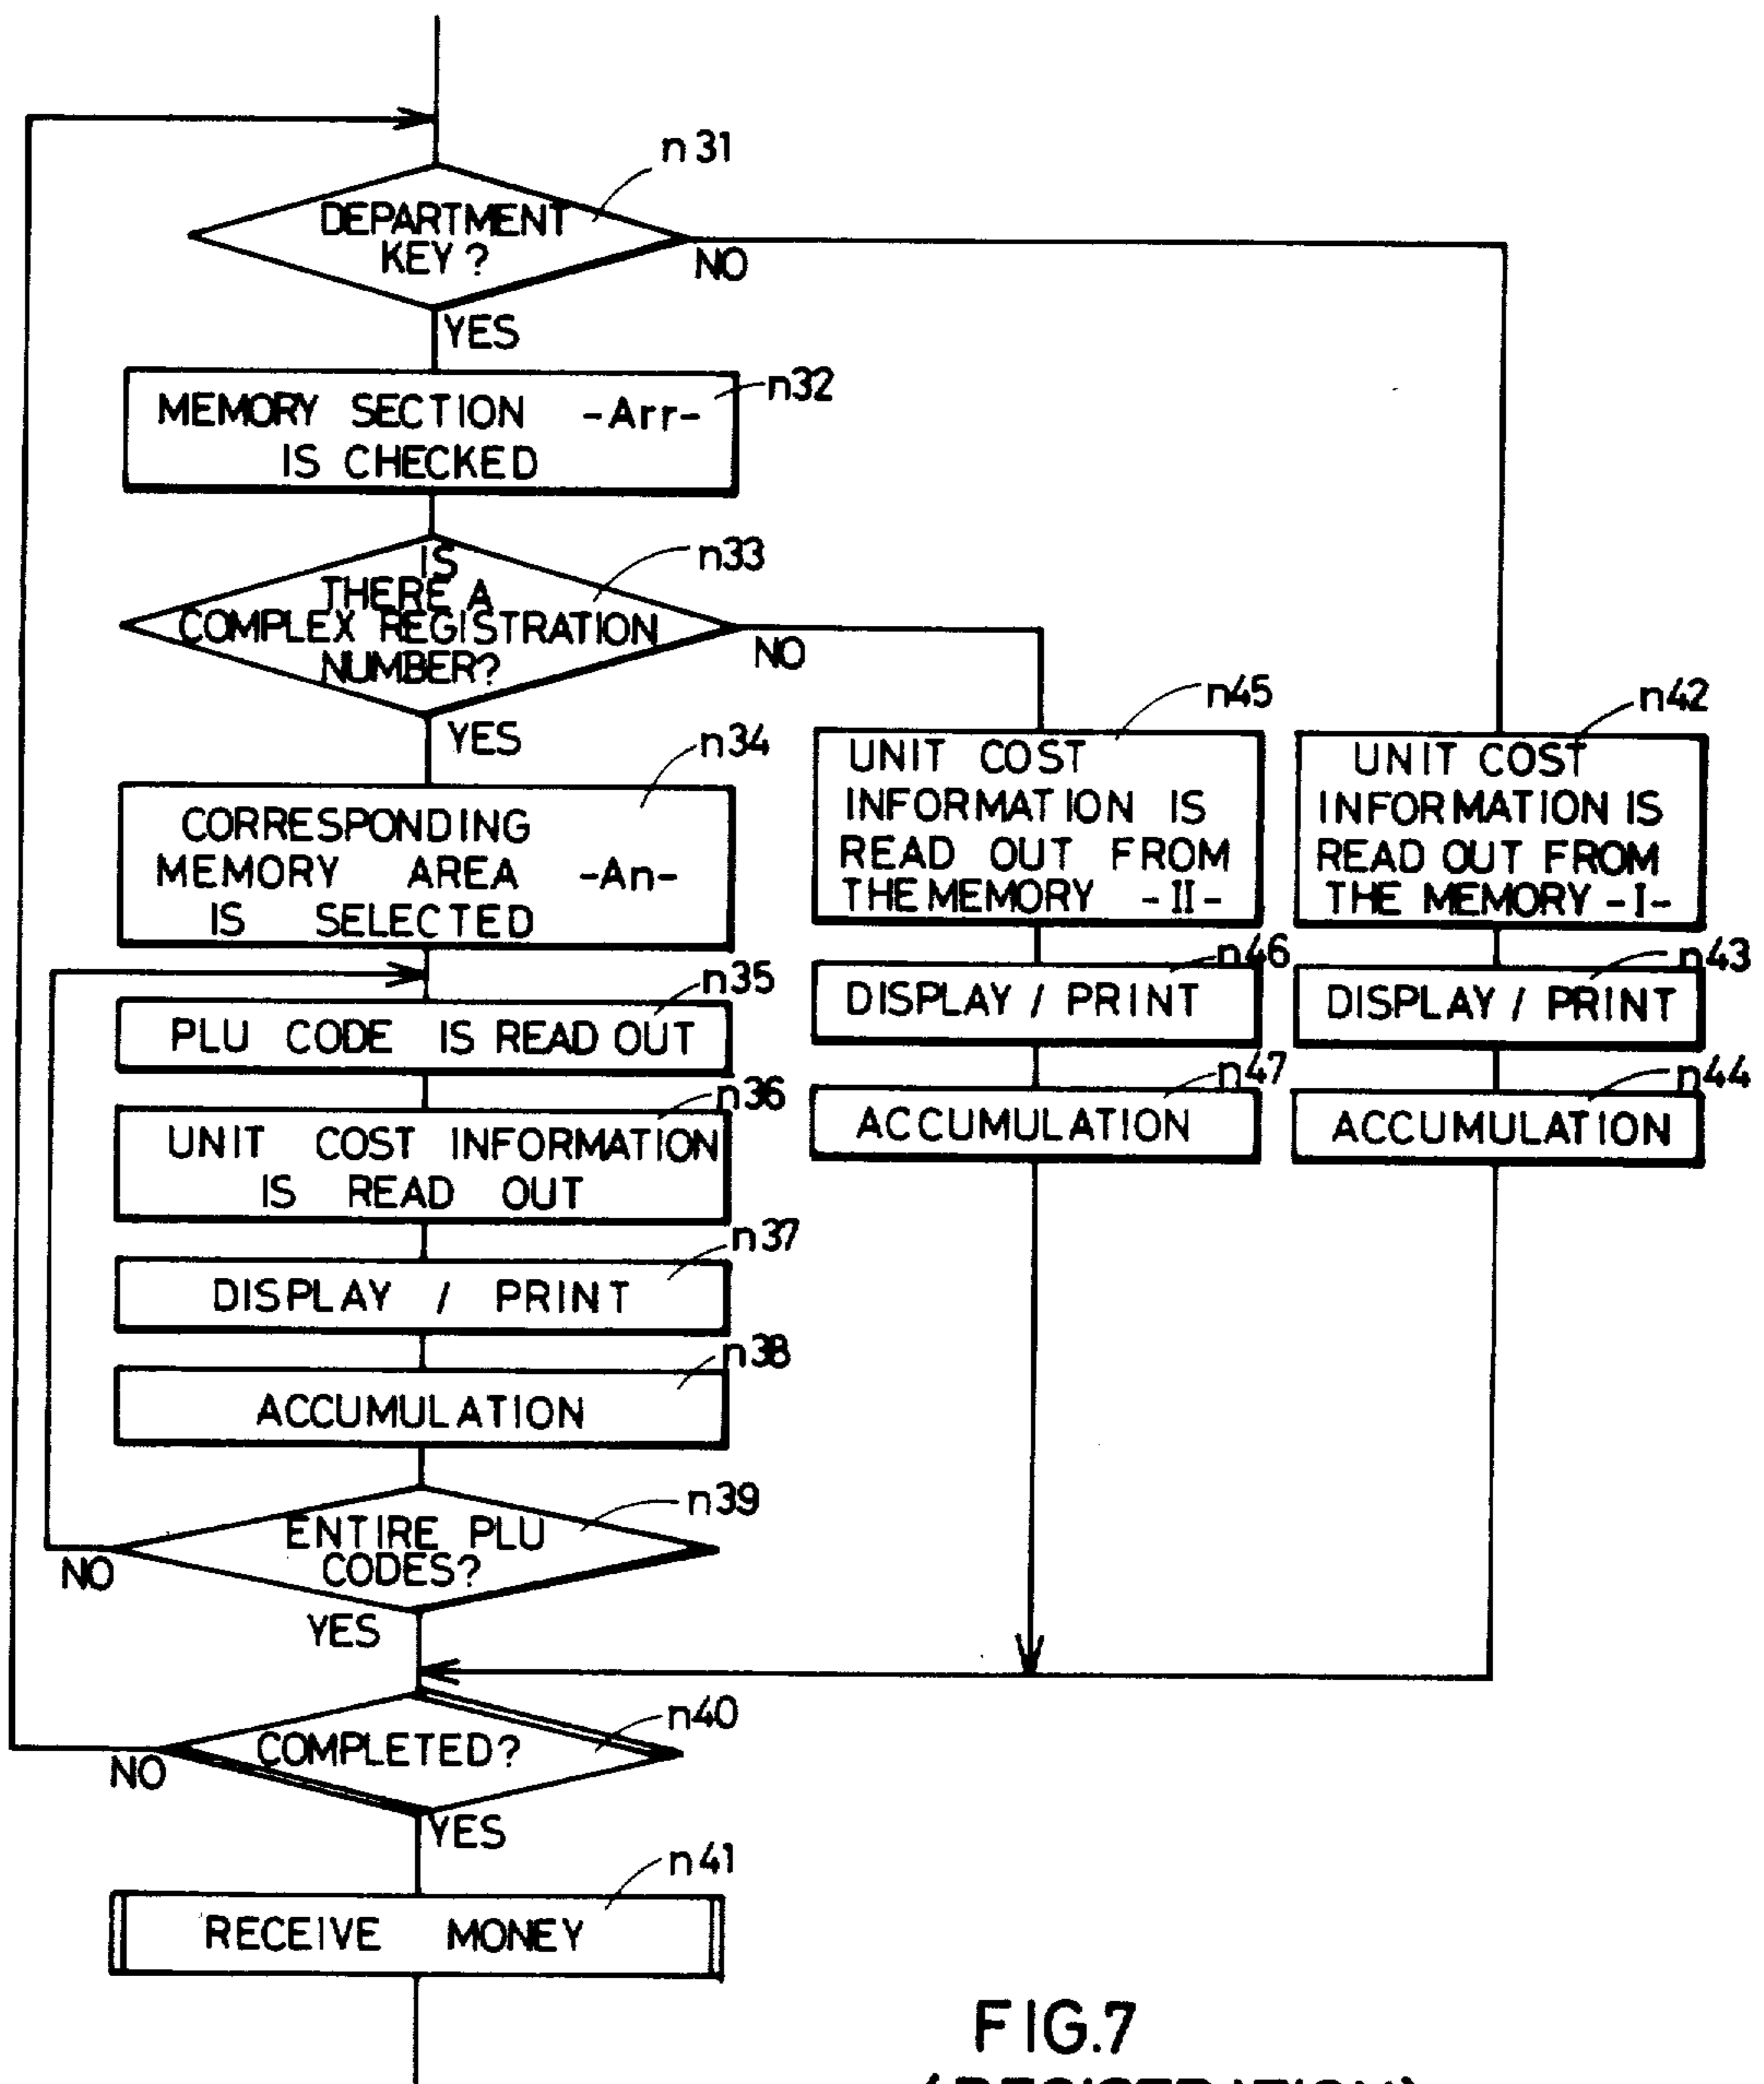 n31
DEPARTMENT
KEY?
NO
YES
n32
MEMORY SECTION -Arr-
IS CHECKED
n33
IS
THERE A
COMPLEX REGISTRATION
NUMBER?
NO
YES
n34
CORRESPONDING
MEMORY AREA -An-
IS SELECTED
n35
PLU CODE IS READ OUT
n36
UNIT COST INFORMATION
IS READ OUT
n37
DISPLAY / PRINT
n38
ACCUMULATION
n39
ENTIRE PLU
CODES?
NO
YES
n45
UNIT COST
INFORMATION IS
READ OUT FROM
THE MEMORY -II-
n46
DISPLAY / PRINT
n47
ACCUMULATION
n42
UNIT COST
INFORMATION IS
READ OUT FROM
THE MEMORY -I-
n43
DISPLAY / PRINT
n44
ACCUMULATION
n40
COMPLETED?
NO
YES
n41
RECEIVE MONEY
FIG.7
(REGISTRATION)